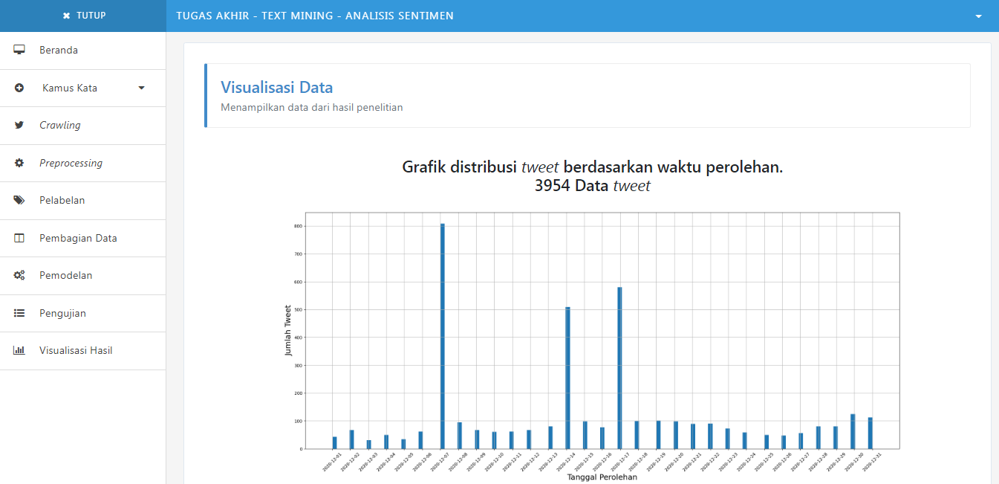 TUTUP
TUGAS AKHIR - TEXT MINING - ANALISIS SENTIMEN
Beranda
Kamus Kata
Crawling
Preprocessing
Pelabelan
Pembagian Data
Pemodelan
Pengujian
Visualisasi Hasil
Visualisasi Data
Menampilkan data dari hasil penelitian
Grafik distribusi tweet berdasarkan waktu perolehan.
3954 Data tweet
800
700
600
500
400
300
200
100
0
Jumlah Tweet
2020-12-01
2020-12-02
2020-12-03
2020-12-04
2020-12-05
2020-12-06
2020-12-07
2020-12-08
2020-12-09
2020-12-10
2020-12-11
2020-12-12
2020-12-13
2020-12-14
2020-12-15
2020-12-16
2020-12-17
2020-12-18
2020-12-19
2020-12-20
2020-12-21
2020-12-22
2020-12-23
2020-12-24
2020-12-25
2020-12-26
2020-12-27
2020-12-28
2020-12-29
2020-12-30
2020-12-31
Tanggal Perolehan